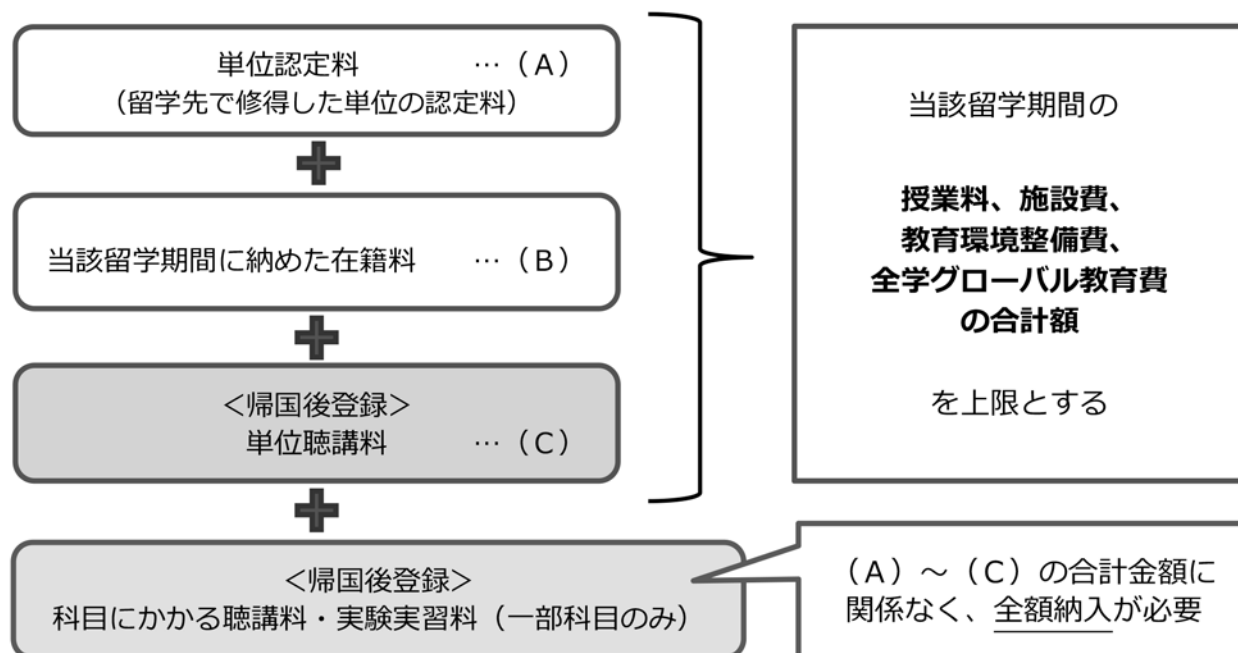 単位認定料 …（A）
（留学先で修得した単位の認定料）
当該留学期間に納めた在籍料 …（B）
＜帰国後登録＞
単位聴講料 …（C）
＜帰国後登録＞
科目にかかる聴講料・実験実習料（一部科目のみ）
当該留学期間の
授業料、施設費、
教育環境整備費、
全学グローバル教育費
の合計額
を上限とする
（A）～（C）の合計金額に
関係なく、全額納入が必要